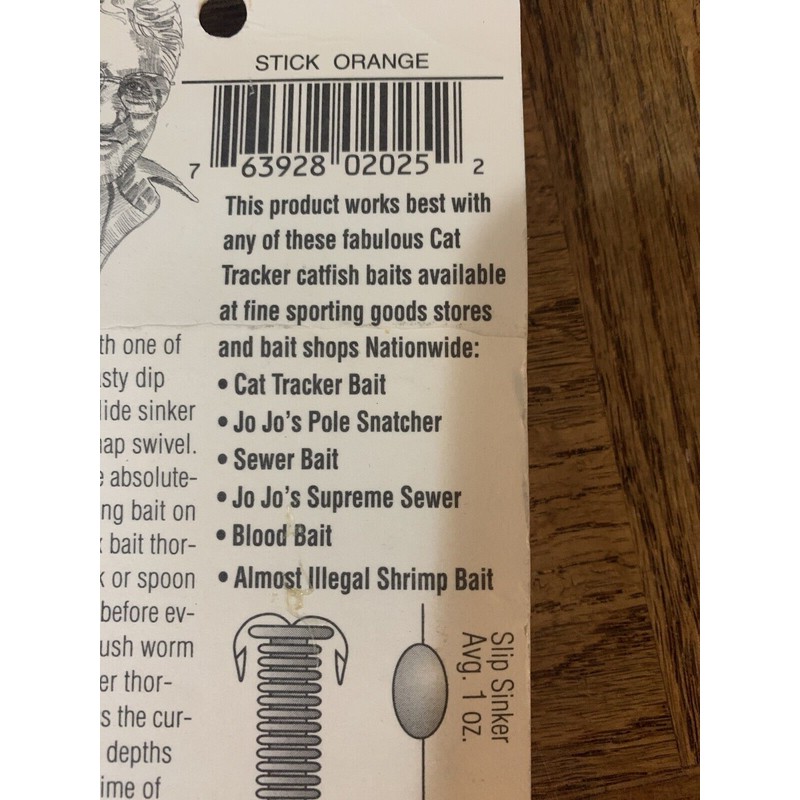 STICK ORANGE
7 63928 02025 2
This product works best with
any of these fabulous Cat
Tracker catfish baits available
at fine sporting goods stores
and bait shops Nationwide:
• Cat Tracker Bait
• Jo Jo's Pole Snatcher
• Sewer Bait
• Jo Jo's Supreme Sewer
• Blood Bait
• Almost Illegal Shrimp Bait
Slip Sinker
Avg. 1 oz.
th one of
sty dip
lide sinker
ap swivel.
e absolute-
ng bait on
bait thor-
k or spoon
before ev-
ush worm
er thor-
s the cur-
depths
ime of